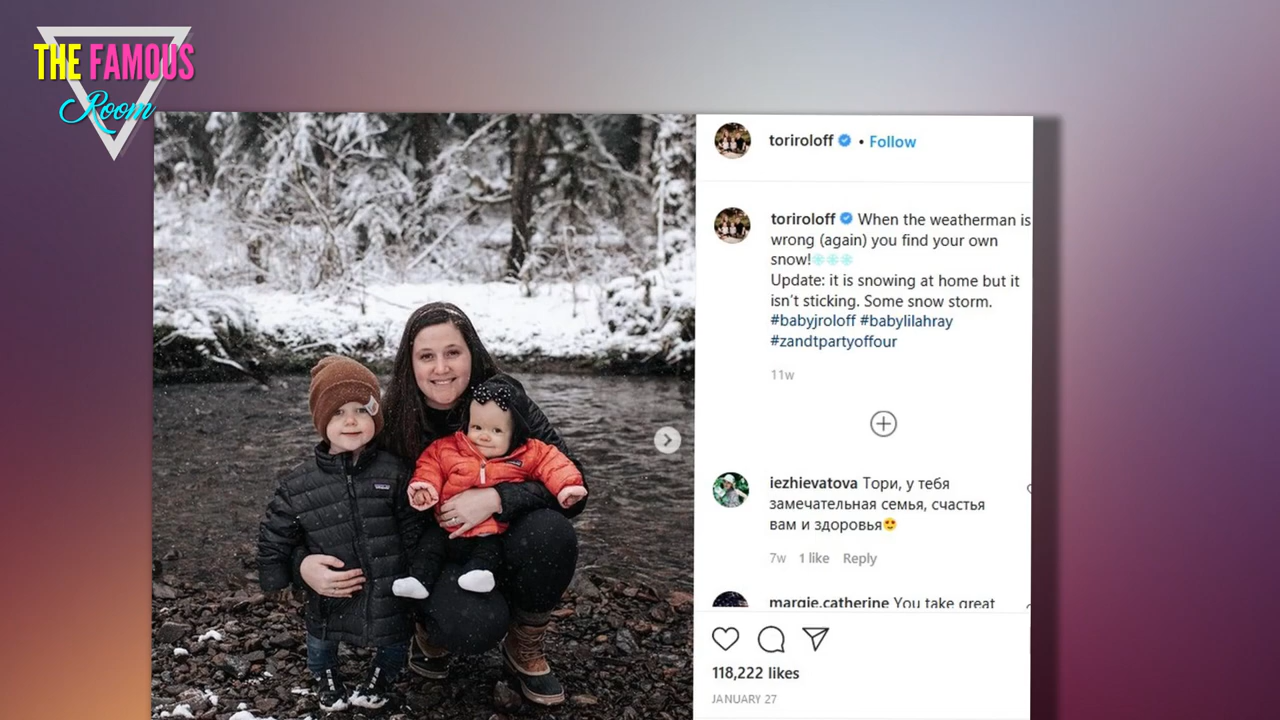 THE FAMOUS
Room
toriroloff • Follow
toriroloff When the weatherman is
wrong (again) you find your own
snow!❄❄❄
Update: it is snowing at home but it
isn't sticking. Some snow storm.
#babyjroloff #babylilahray
#zandtpartyoffour
11w
iezhievatova Тори, у тебя
замечательная семья, счастья
вам и здоровья😍
7w 1 like Reply
margie.catherine You take great
118,222 likes
JANUARY 27